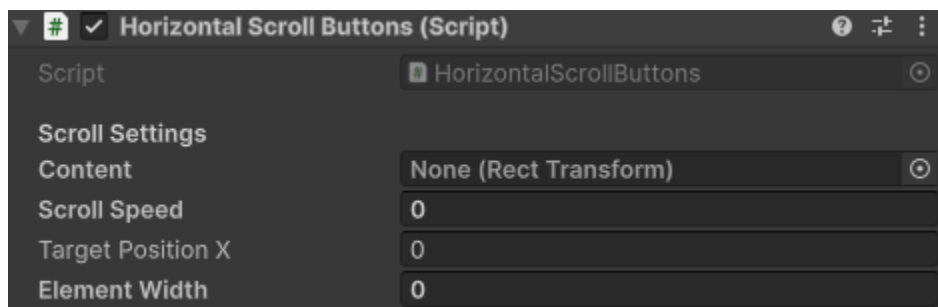 # Horizontal Scroll Buttons (Script)
Script # HorizontalScrollButtons
Scroll Settings
Content None (Rect Transform)
Scroll Speed 0
Target Position X 0
Element Width 0